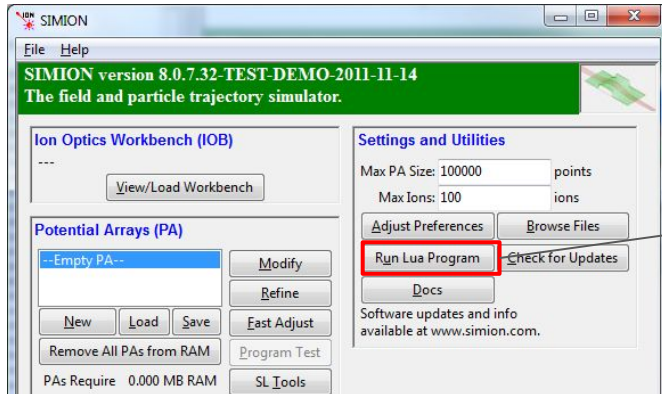 SIMION
File Help
SIMION version 8.0.7.32-TEST-DEMO-2011-11-14
The field and particle trajectory simulator.
Ion Optics Workbench (IOB)
---
View/Load Workbench
Potential Arrays (PA)
--Empty PA--
Modify
Refine
New Load Save Fast Adjust
Remove All PAs from RAM Program Test
PAs Require 0.000 MB RAM SL Tools
Settings and Utilities
Max PA Size: 100000 points
Max Ions: 100 ions
Adjust Preferences Browse Files
Run Lua Program Check for Updates
Docs
Software updates and info
available at www.simion.com.